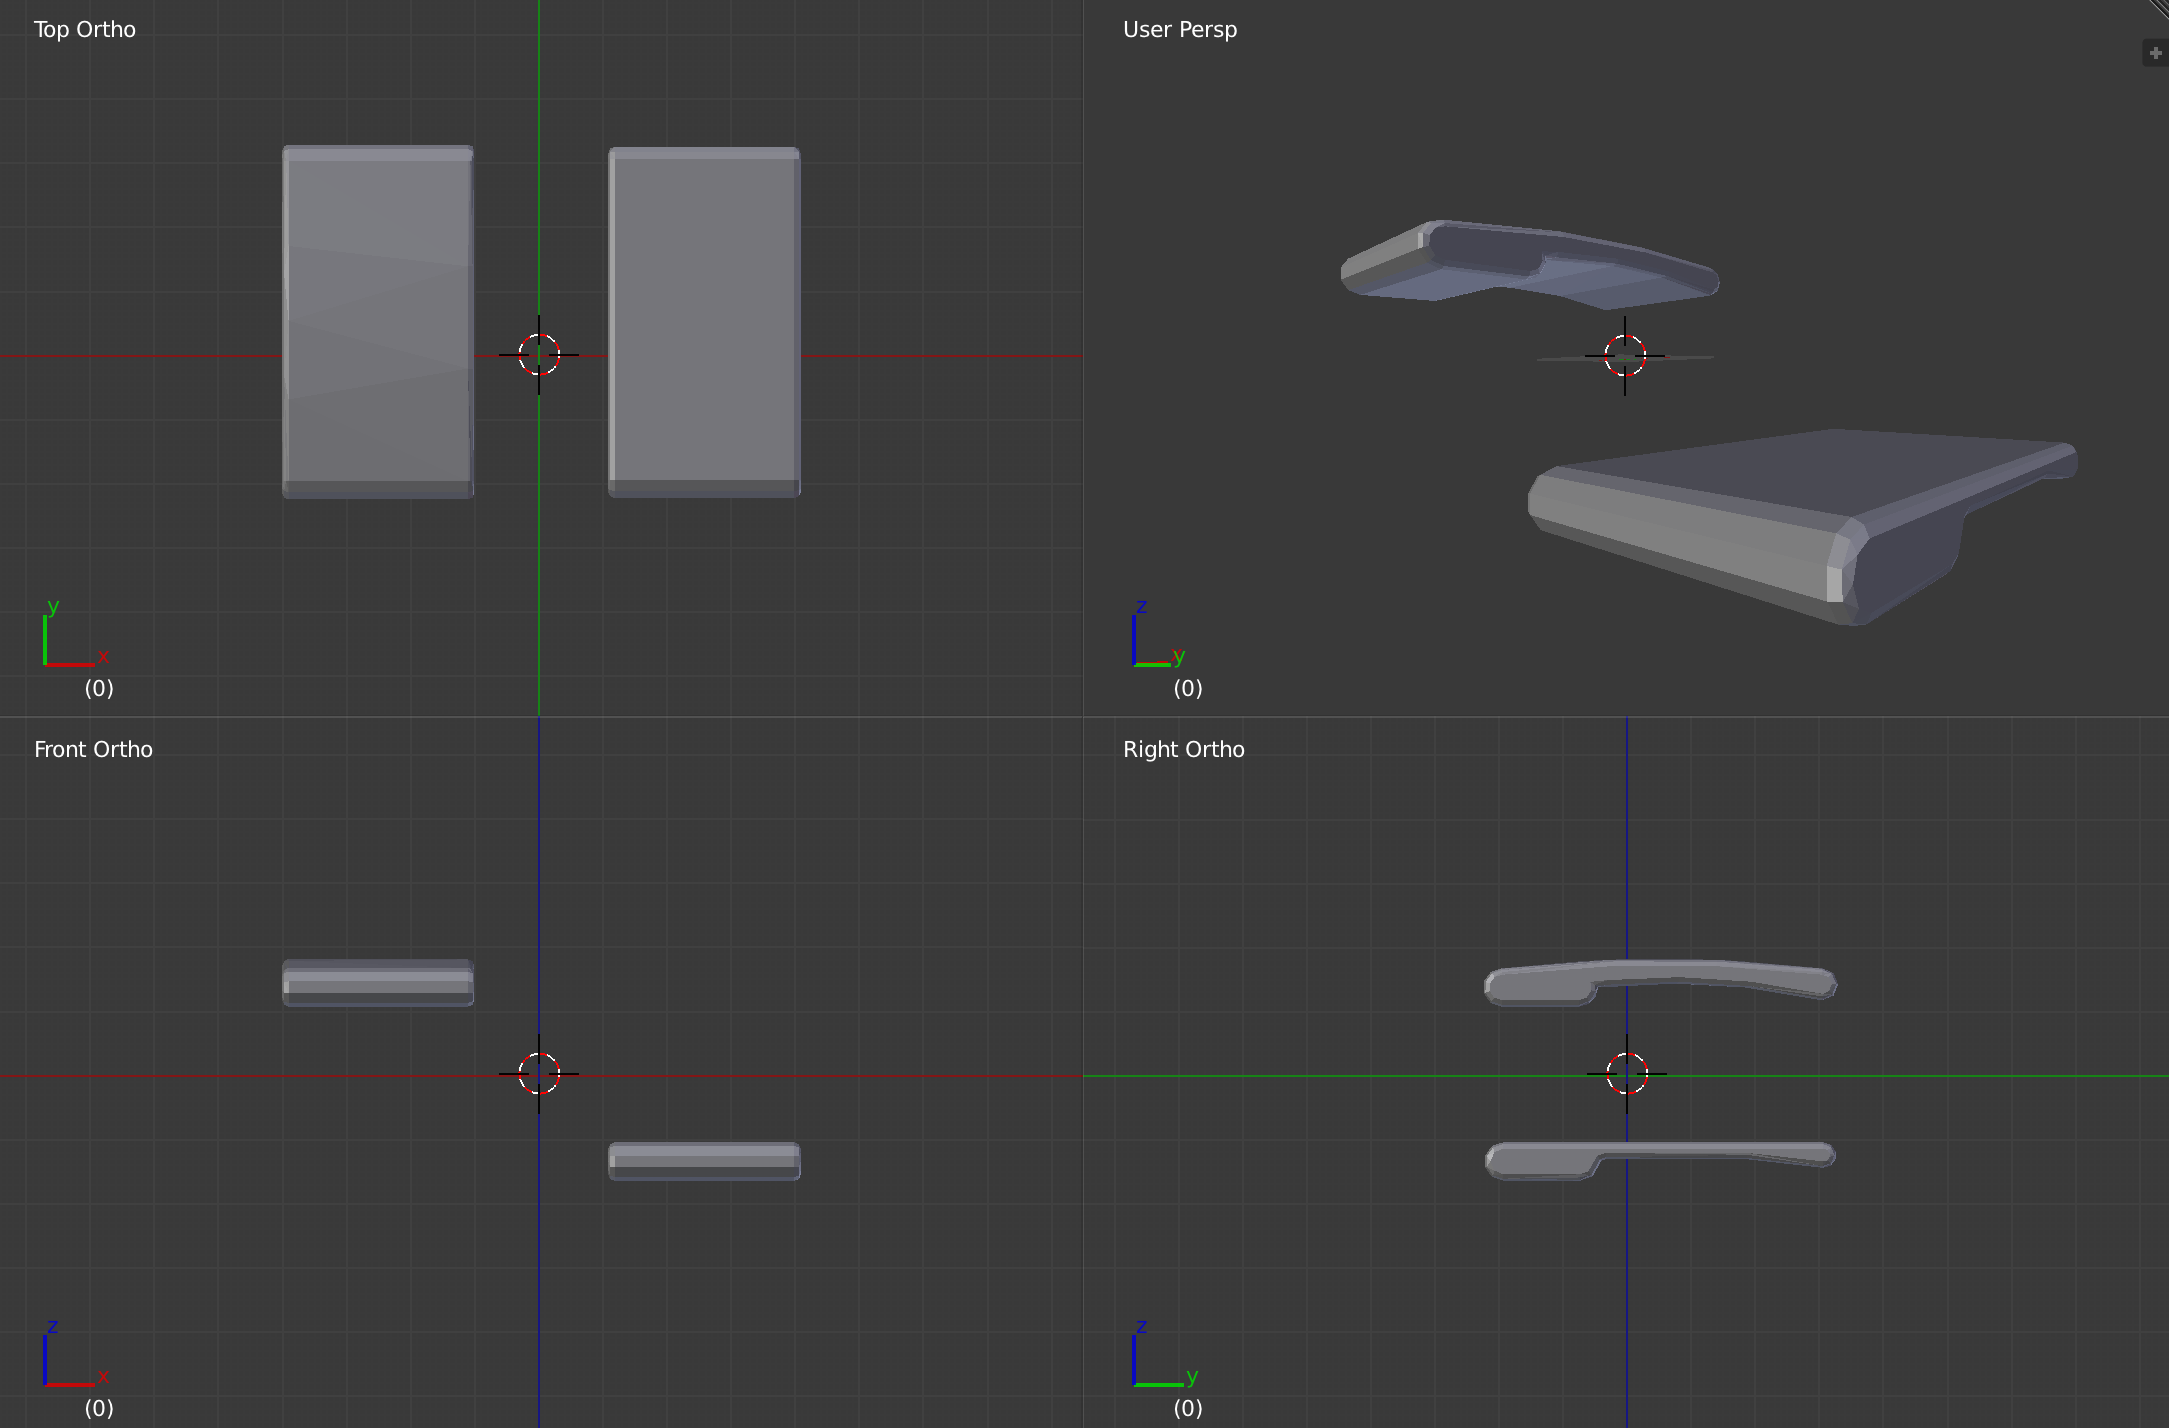 Top Ortho
y
x
(0)
User Persp
z
y
(0)
Front Ortho
z
x
(0)
Right Ortho
z
y
(0)